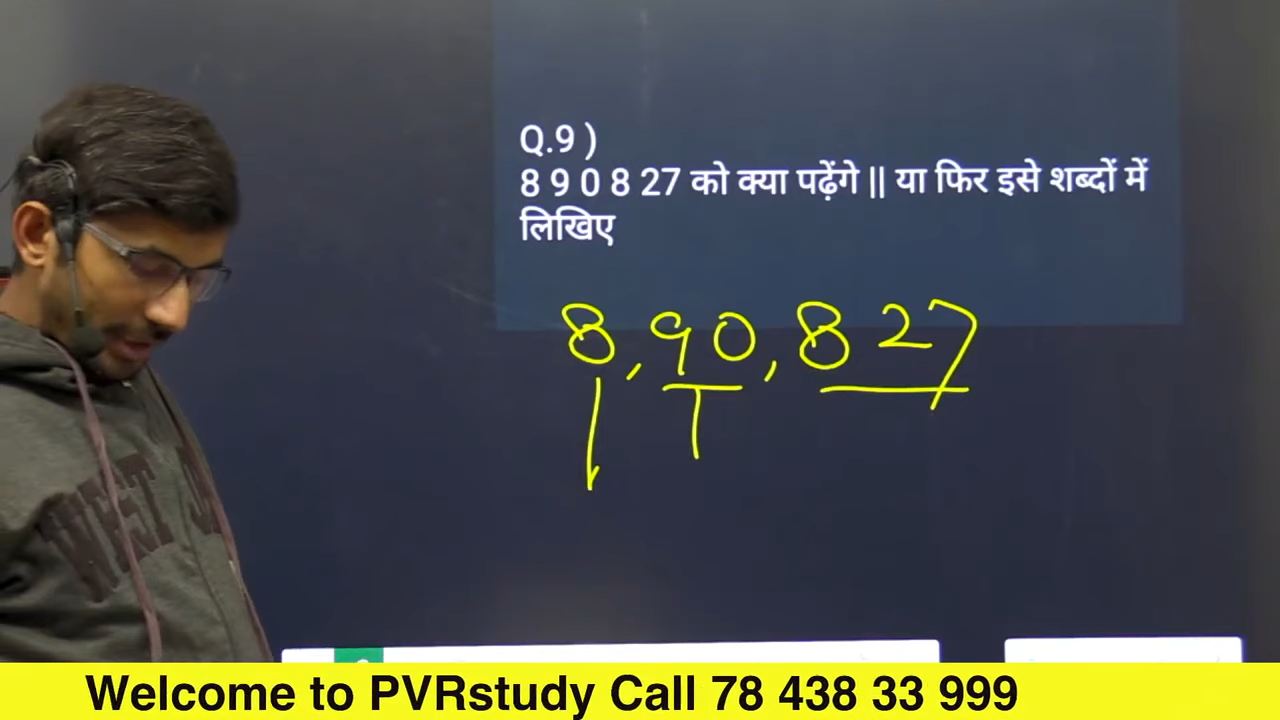 Q.9 )
8 9 0 8 27 को क्या पढ़ेंगे || या फिर इसे शब्दों में
लिखिए
8,90,827
WEST
Welcome to PVRstudy Call 78 438 33 999